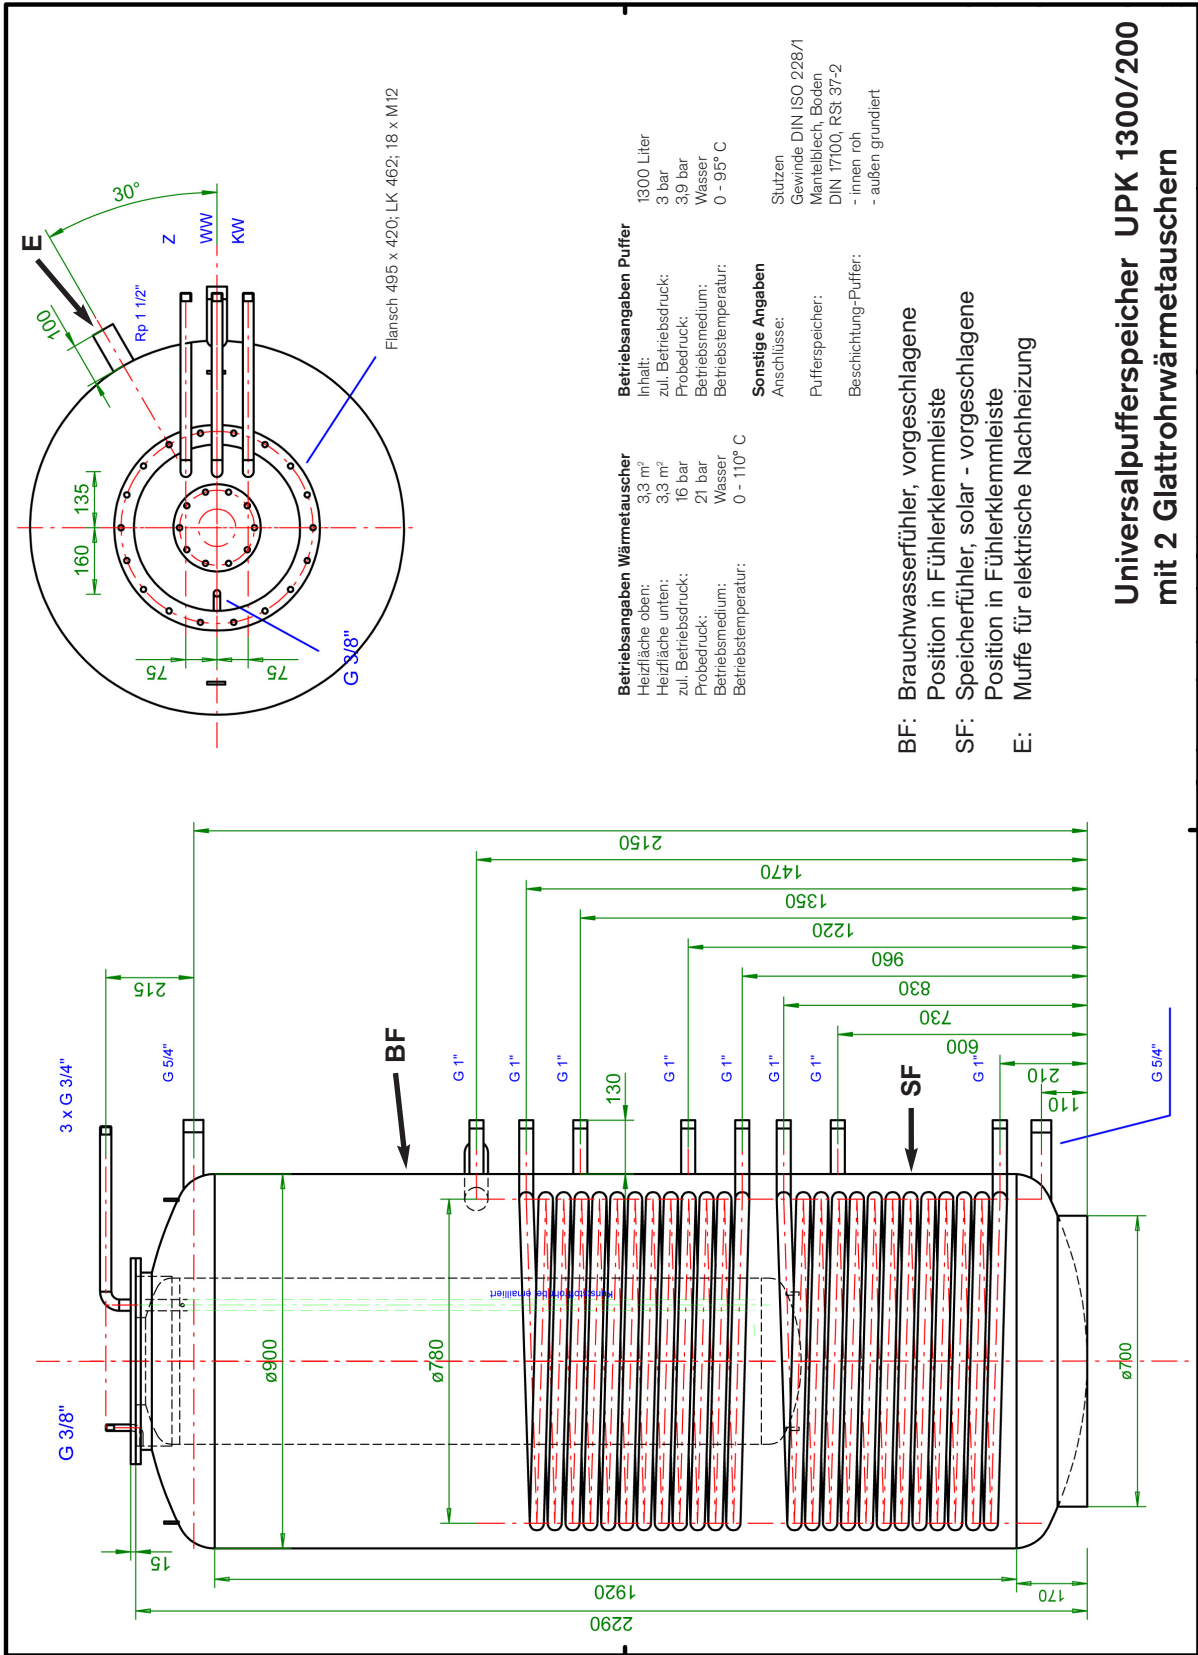 3 x G 3/4"
G 3/8"
G 5/4"
215
15
BF
ø900
ø780
Kunststoffrohr be emailliert
G 1"
G 1"
G 1"
130
G 1"
G 1"
G 1"
G 1"
SF
G 1"
G 5/4"
ø700
2150
1470
1350
1220
960
830
730
600
210
110
1920
170
2290
E
30°
100
Rp 1 1/2"
Z
WW
KW
135
160
75
75
G 3/8"
Flansch 495 x 420; LK 462; 18 x M12
Betriebsangaben Wärmetauscher
Heizfläche oben: 3,3 m²
Heizfläche unten: 3,3 m²
zul. Betriebsdruck: 16 bar
Probedruck: 21 bar
Betriebsmedium: Wasser
Betriebstemperatur: 0 - 110° C
Betriebsangaben Puffer
Inhalt: 1300 Liter
zul. Betriebsdruck: 3 bar
Probedruck: 3,9 bar
Betriebsmedium: Wasser
Betriebstemperatur: 0 - 95° C
Sonstige Angaben
Anschlüsse: Stutzen
Gewinde DIN ISO 228/1
Pufferspeicher: Mantelblech, Boden
DIN 17100, RSt 37-2
Beschichtung-Puffer: - innen roh
- außen grundiert
BF: Brauchwasserfühler, vorgeschlagene
Position in Fühlerklemmleiste
SF: Speicherfühler, solar - vorgeschlagene
Position in Fühlerklemmleiste
E: Muffe für elektrische Nachheizung
Universalpufferspeicher UPK 1300/200
mit 2 Glattrohrwärmetauschern